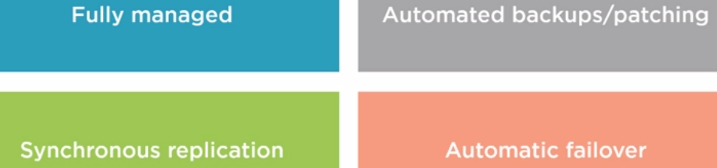 Fully managed
Automated backups/patching
Synchronous replication
Automatic failover